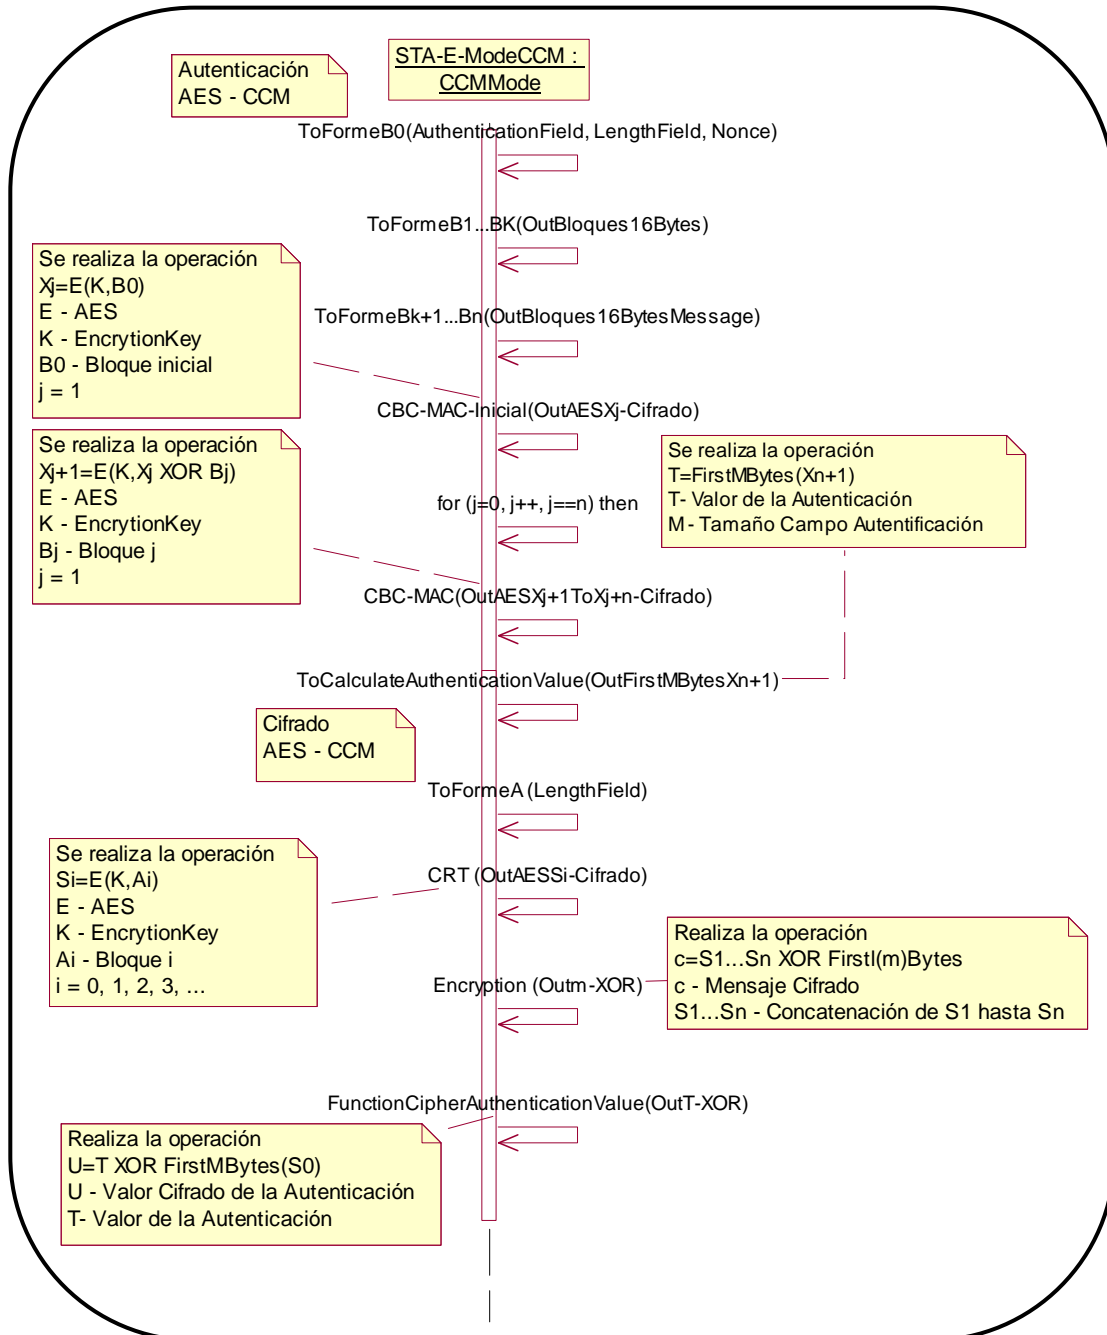 Autenticación
AES - CCM
STA-E-ModeCCM :
CCMMode
ToFormeB0(AuthenticationField, LengthField, Nonce)
ToFormeB1...BK(OutBloques16Bytes)
Se realiza la operación
Xj=E(K,B0)
E - AES
K - EncrytionKey
B0 - Bloque inicial
j = 1
ToFormeBk+1...Bn(OutBloques16BytesMessage)
CBC-MAC-Inicial(OutAESXj-Cifrado)
Se realiza la operación
Xj+1=E(K,Xj XOR Bj)
E - AES
K - EncrytionKey
Bj - Bloque j
j = 1
Se realiza la operación
T=FirstMBytes(Xn+1)
T- Valor de la Autenticación
M - Tamaño Campo Autentificación
for (j=0, j++, j==n) then
CBC-MAC(OutAESXj+1ToXj+n-Cifrado)
ToCalculateAuthenticationValue(OutFirstMBytesXn+1)
Cifrado
AES - CCM
ToFormeA (LengthField)
Se realiza la operación
Si=E(K,Ai)
E - AES
K - EncrytionKey
Ai - Bloque i
i = 0, 1, 2, 3, ...
CRT (OutAESSi-Cifrado)
Realiza la operación
c=S1...Sn XOR Firstl(m)Bytes
c - Mensaje Cifrado
S1...Sn - Concatenación de S1 hasta Sn
Encryption (Outm-XOR)
FunctionCipherAuthenticationValue(OutT-XOR)
Realiza la operación
U=T XOR FirstMBytes(S0)
U - Valor Cifrado de la Autenticación
T- Valor de la Autenticación